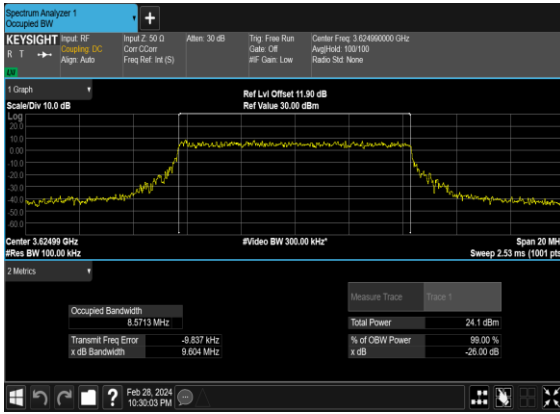 Spectrum Analyzer 1
Occupied BW
+
KEYSIGHT Input: RF Input Z: 50 Ω Atten: 30 dB Trig: Free Run Center Freq: 3.624990000 GHz
R T Coupling: DC Corr CCorr Gate: Off Avg|Hold: 100/100
Align: Auto Freq Ref: Int (S) #IF Gain: Low Radio Std: None
1 Graph
Ref Lvl Offset 11.90 dB
Scale/Div 10.0 dB Ref Value 30.00 dBm
Log
20.0
10.0
0.00
-10.0
-20.0
-30.0
-40.0
-50.0
-60.0
Center 3.62499 GHz #Video BW 300.00 kHz* Span 20 MH
#Res BW 100.00 kHz Sweep 2.53 ms (1001 pts
2 Metrics
Measure Trace Trace 1
Occupied Bandwidth
8.5713 MHz Total Power 24.1 dBm
Transmit Freq Error -9.837 kHz % of OBW Power 99.00 %
x dB Bandwidth 9.604 MHz x dB -26.00 dB
? Feb 28, 2024
10:30:03 PM